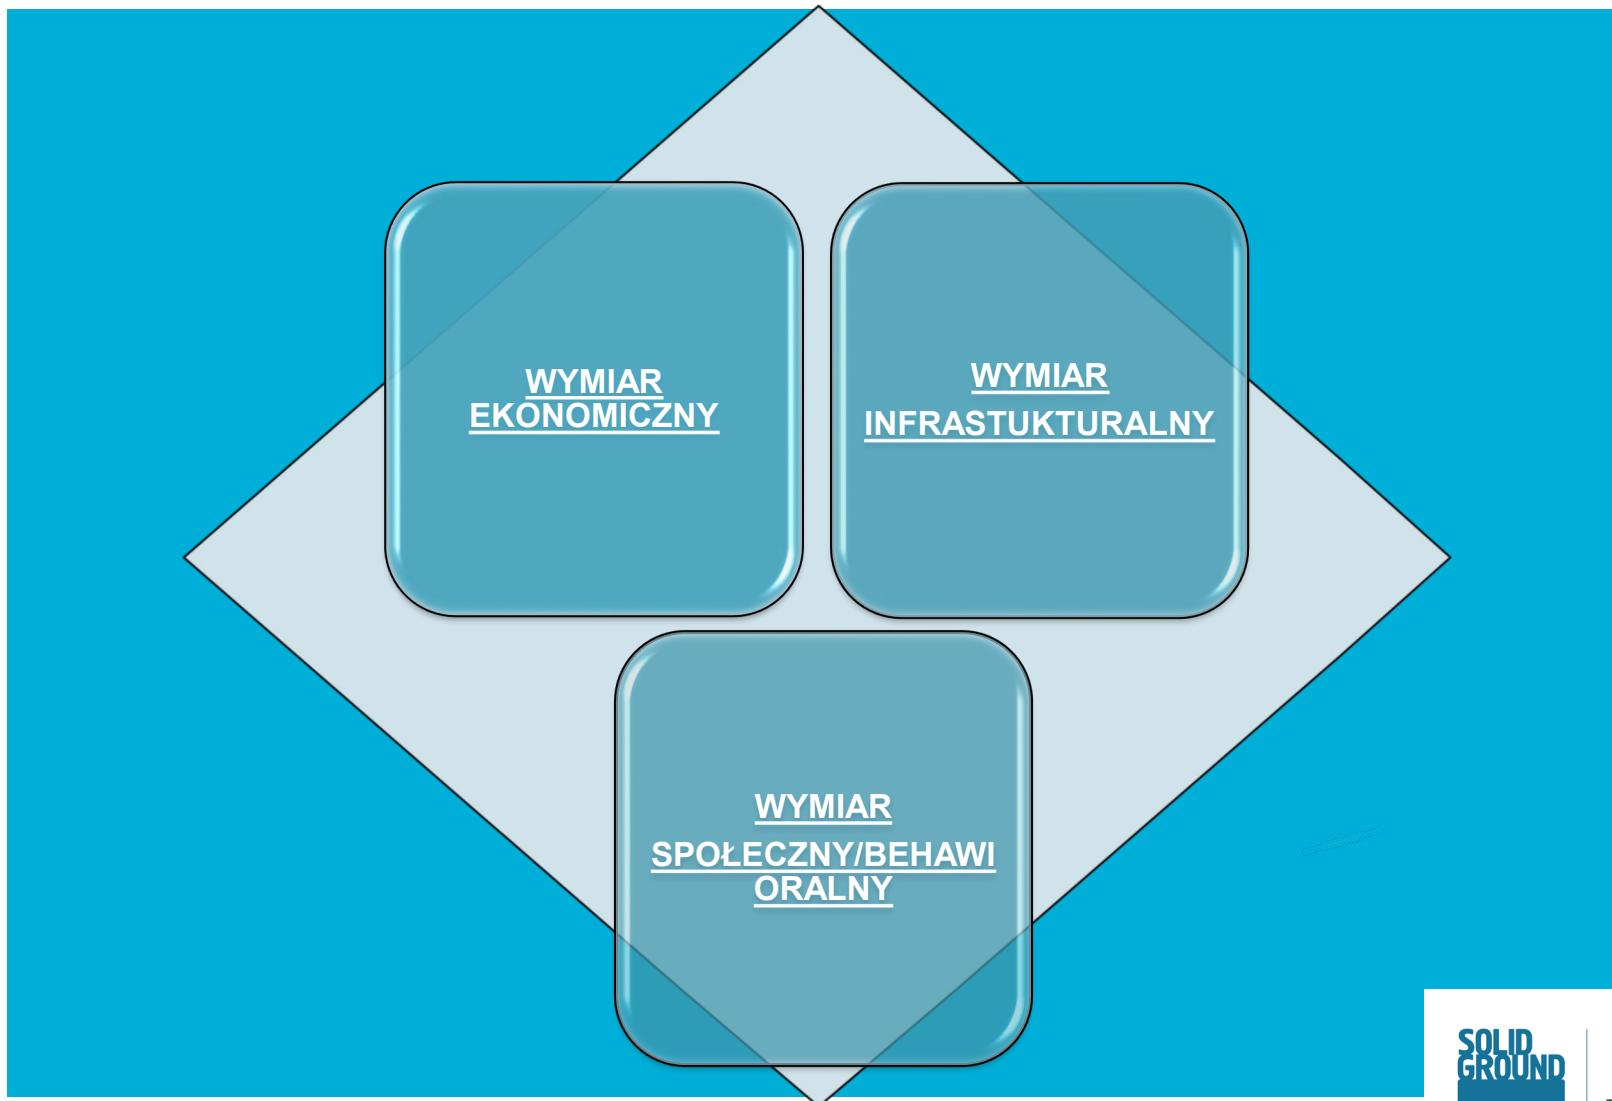 WYMIAR
EKONOMICZNY
WYMIAR
INFRASTUKTURALNY
WYMIAR
SPOŁECZNY/BEHAWI
ORALNY
SOLID
GROUND